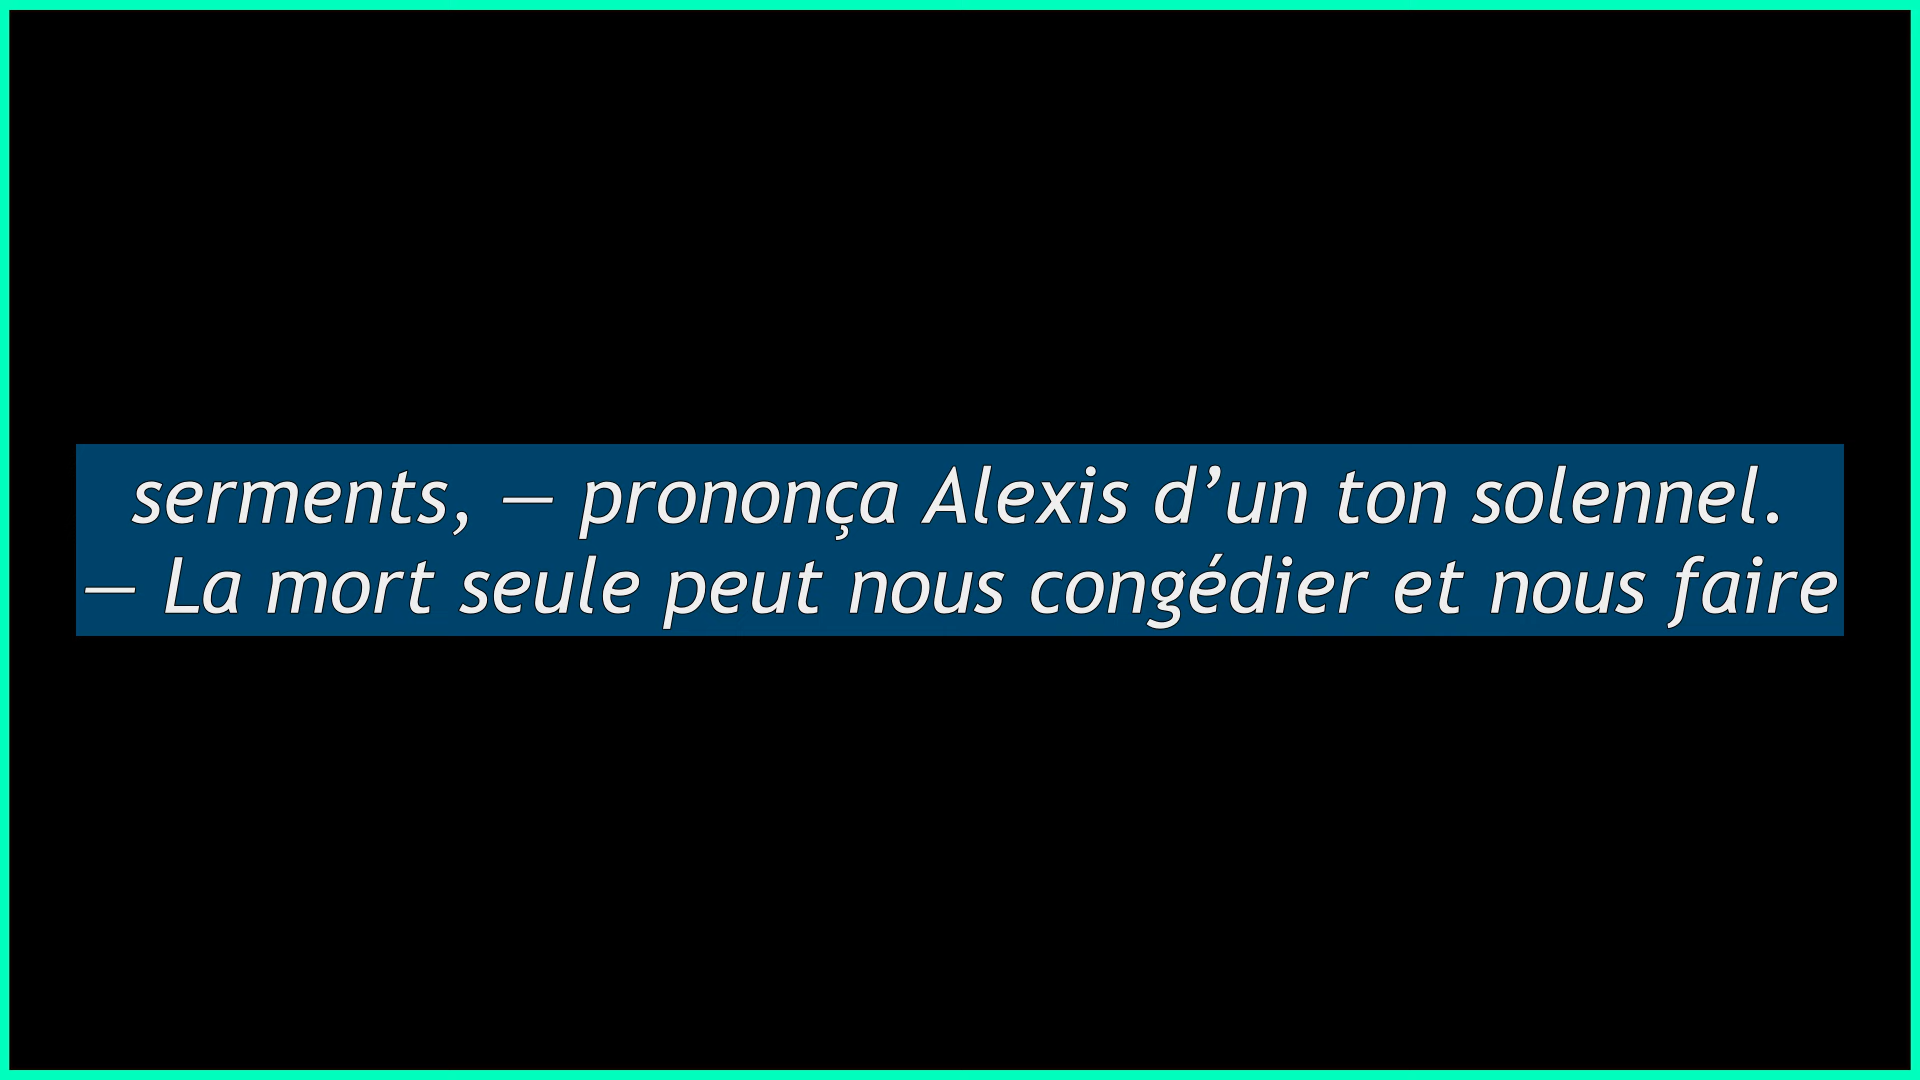 serments, — prononça Alexis d’un ton solennel.
— La mort seule peut nous congédier et nous faire